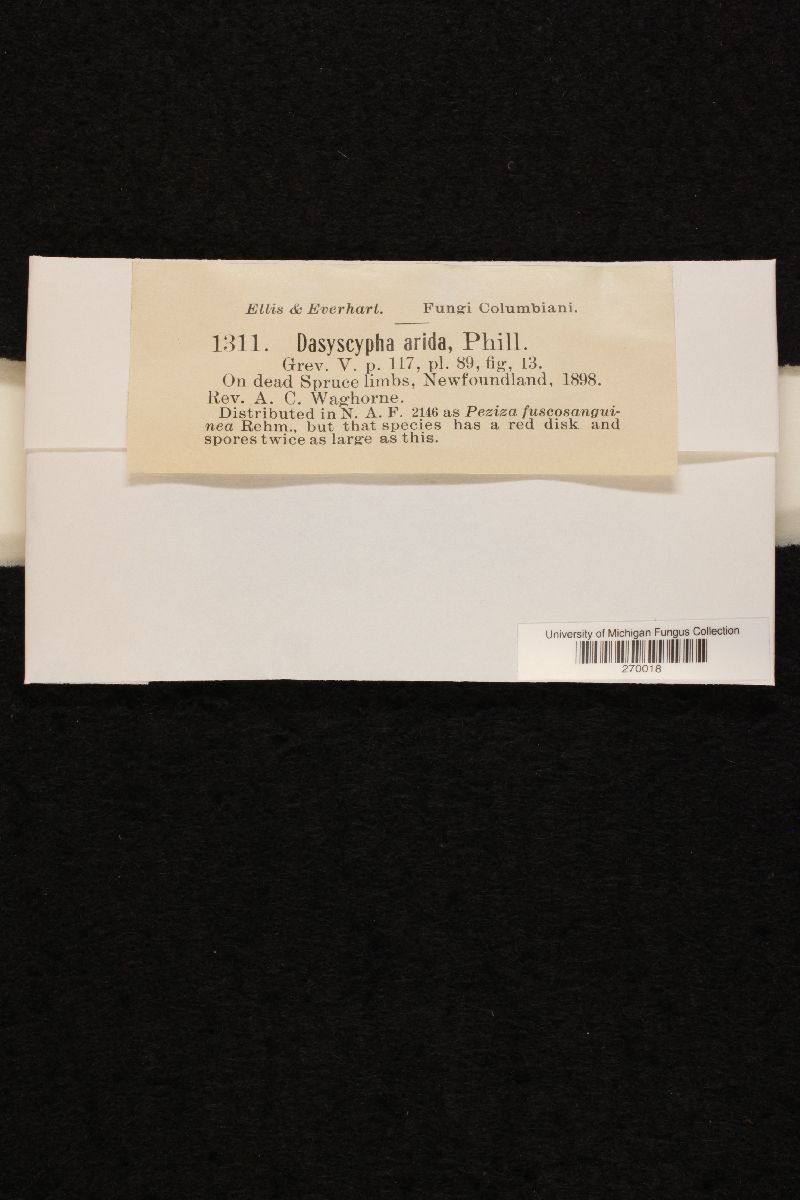 Ellis & Everhart. Fungi Columbiani.
1311. Dasyscypha arida, Phill.
Grev. V. p. 117, pl. 89, fig, 13.
On dead Spruce limbs, Newfoundland, 1898.
Rev. A. C. Waghorne.
Distributed in N. A. F. 2146 as Peziza fuscosangui-
nea Rehm., but that species has a red disk and
spores twice as large as this.
University of Michigan Fungus Collection
270018